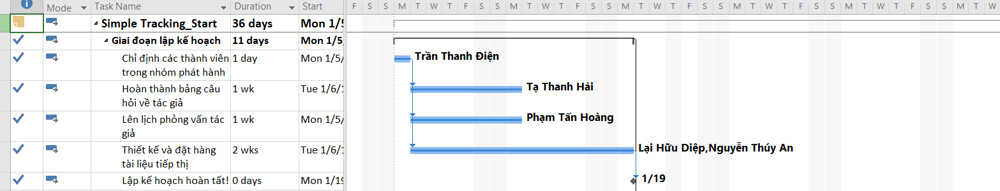 i Mode Task Name Duration Start F S S M T W T F S S M T W T F S S M T W T F S S M T W T F S S M T W T F S S M T W
Simple Tracking_Start 36 days Mon 1/5
Giai đoạn lập kế hoạch 11 days Mon 1/5/
Chỉ định các thành viên 1 day Mon 1/5/ Trần Thanh Điện
trong nhóm phát hành
Hoàn thành bảng câu 1 wk Tue 1/6/1 Tạ Thanh Hải
hỏi về tác giả
Lên lịch phỏng vấn tác 1 wk Mon 1/5/ Phạm Tấn Hoàng
giả
Thiết kế và đặt hàng 2 wks Tue 1/6/1 Lại Hữu Diệp,Nguyễn Thúy An
tài liệu tiếp thị
Lập kế hoạch hoàn tất! 0 days Mon 1/19 1/19